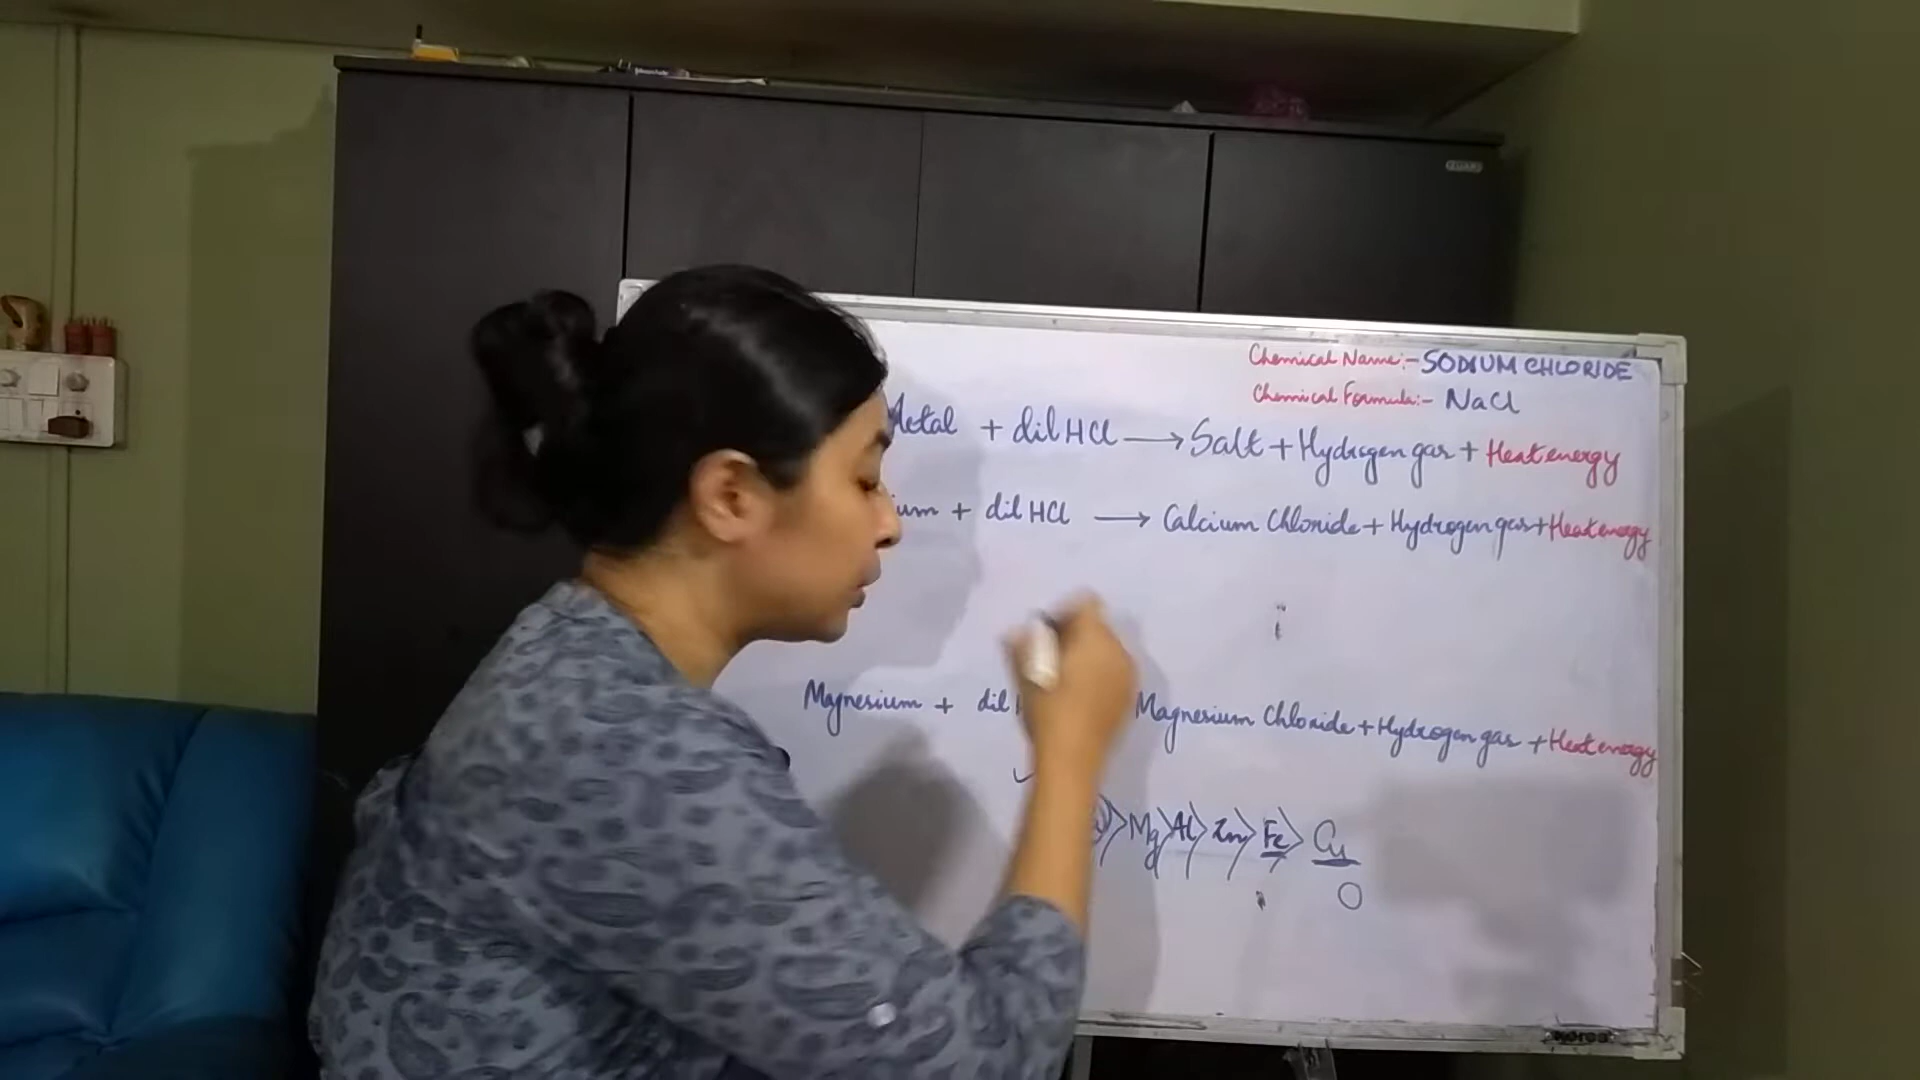 Chemical Name:- SODIUM CHLORIDE
Chemical Formula:- NaCl
Metal + dil HCl → Salt + Hydrogen gas + Heat energy
ium + dil HCl → Calcium Chloride + Hydrogen gas + Heat energy
Magnesium + dil Magnesium Chloride + Hydrogen gas + Heat energy
> Mg > Al > Zn > Fe > Cu